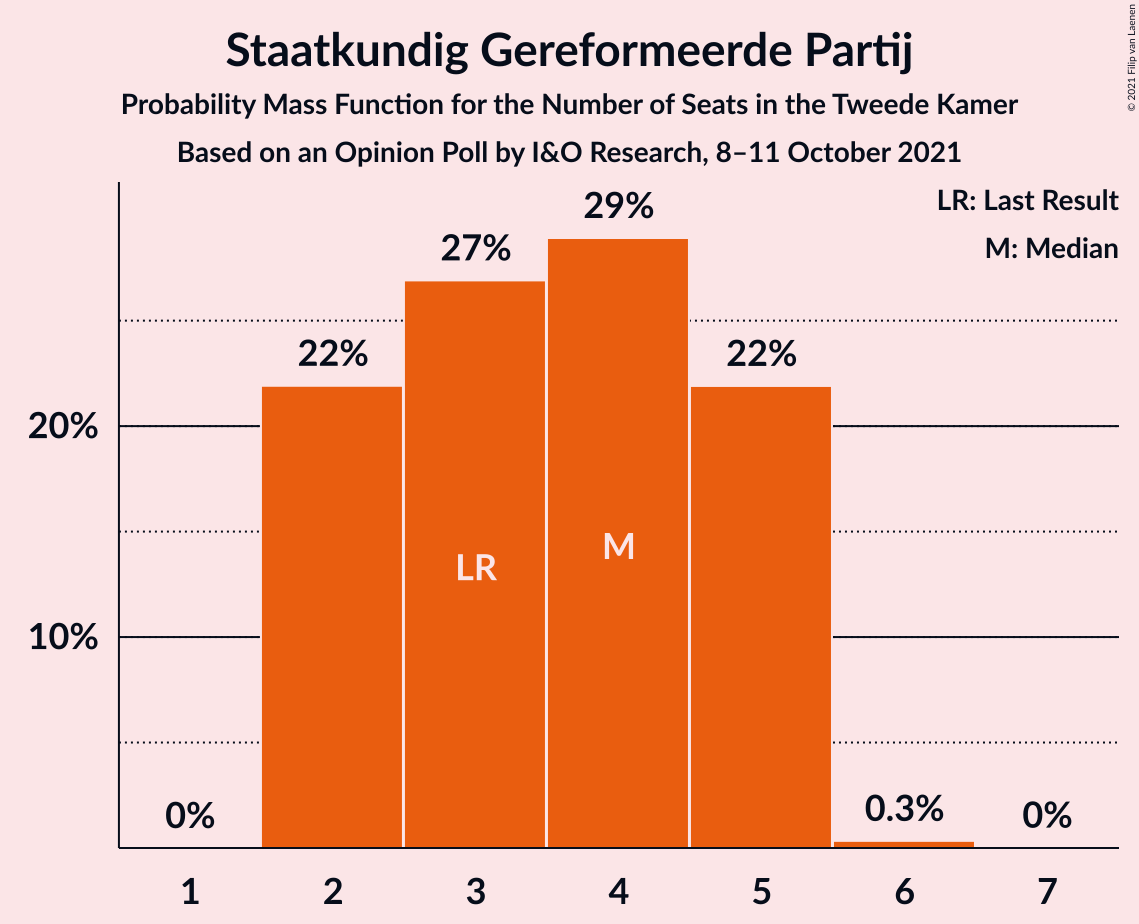 Staatkundig Gereformeerde Partij
Probability Mass Function for the Number of Seats in the Tweede Kamer
Based on an Opinion Poll by I&O Research, 8–11 October 2021
© 2021 Filip van Laenen
LR: Last Result
M: Median
29%
27%
22%
22%
20%
LR
M
10%
0%
0.3%
0%
1 2 3 4 5 6 7